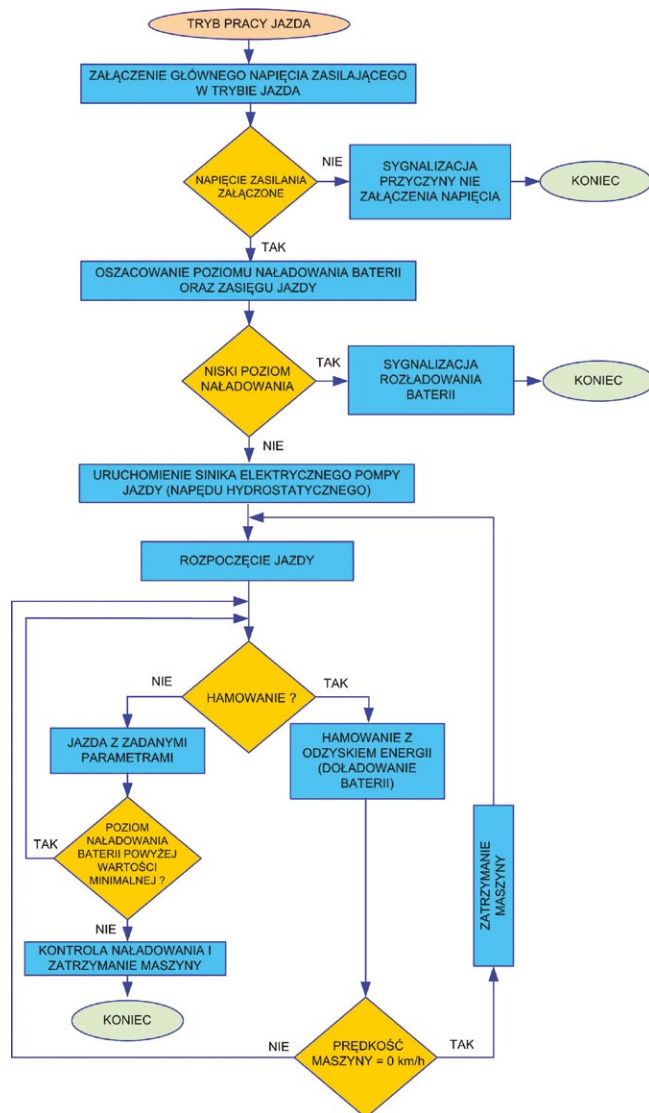 TRYB PRACY JAZDA
ZAŁĄCZENIE GŁÓWNEGO NAPIĘCIA ZASILAJĄCEGO
W TRYBIE JAZDA
NAPIĘCIE ZASILANIA
ZAŁĄCZONE
NIE
SYGNALIZACJA
PRZYCZYNY NIE
ZAŁĄCZENIA NAPIĘCIA
KONIEC
TAK
OSZACOWANIE POZIOMU NAŁADOWANIA BATERII
ORAZ ZASIĘGU JAZDY
NISKI POZIOM
NAŁADOWANIA
TAK
SYGNALIZACJA
ROZŁADOWANIA
BATERII
KONIEC
NIE
URUCHOMIENIE SINIKA ELEKTRYCZNEGO POMPY
JAZDY (NAPĘDU HYDROSTATYCZNEGO)
ROZPOCZĘCIE JAZDY
NIE
HAMOWANIE ?
TAK
JAZDA Z ZADANYMI
PARAMETRAMI
HAMOWANIE Z
ODZYSKIEM ENERGII
(DOŁADOWANIE
BATERII)
TAK
POZIOM
NAŁADOWANIA
BATERII POWYŻEJ
WARTOŚCI
MINIMALNEJ ?
ZATRZYMANIE
MASZYNY
NIE
KONTROLA NAŁADOWANIA I
ZATRZYMANIE MASZYNY
KONIEC
NIE
PRĘDKOŚĆ
MASZYNY = 0 km/h
TAK